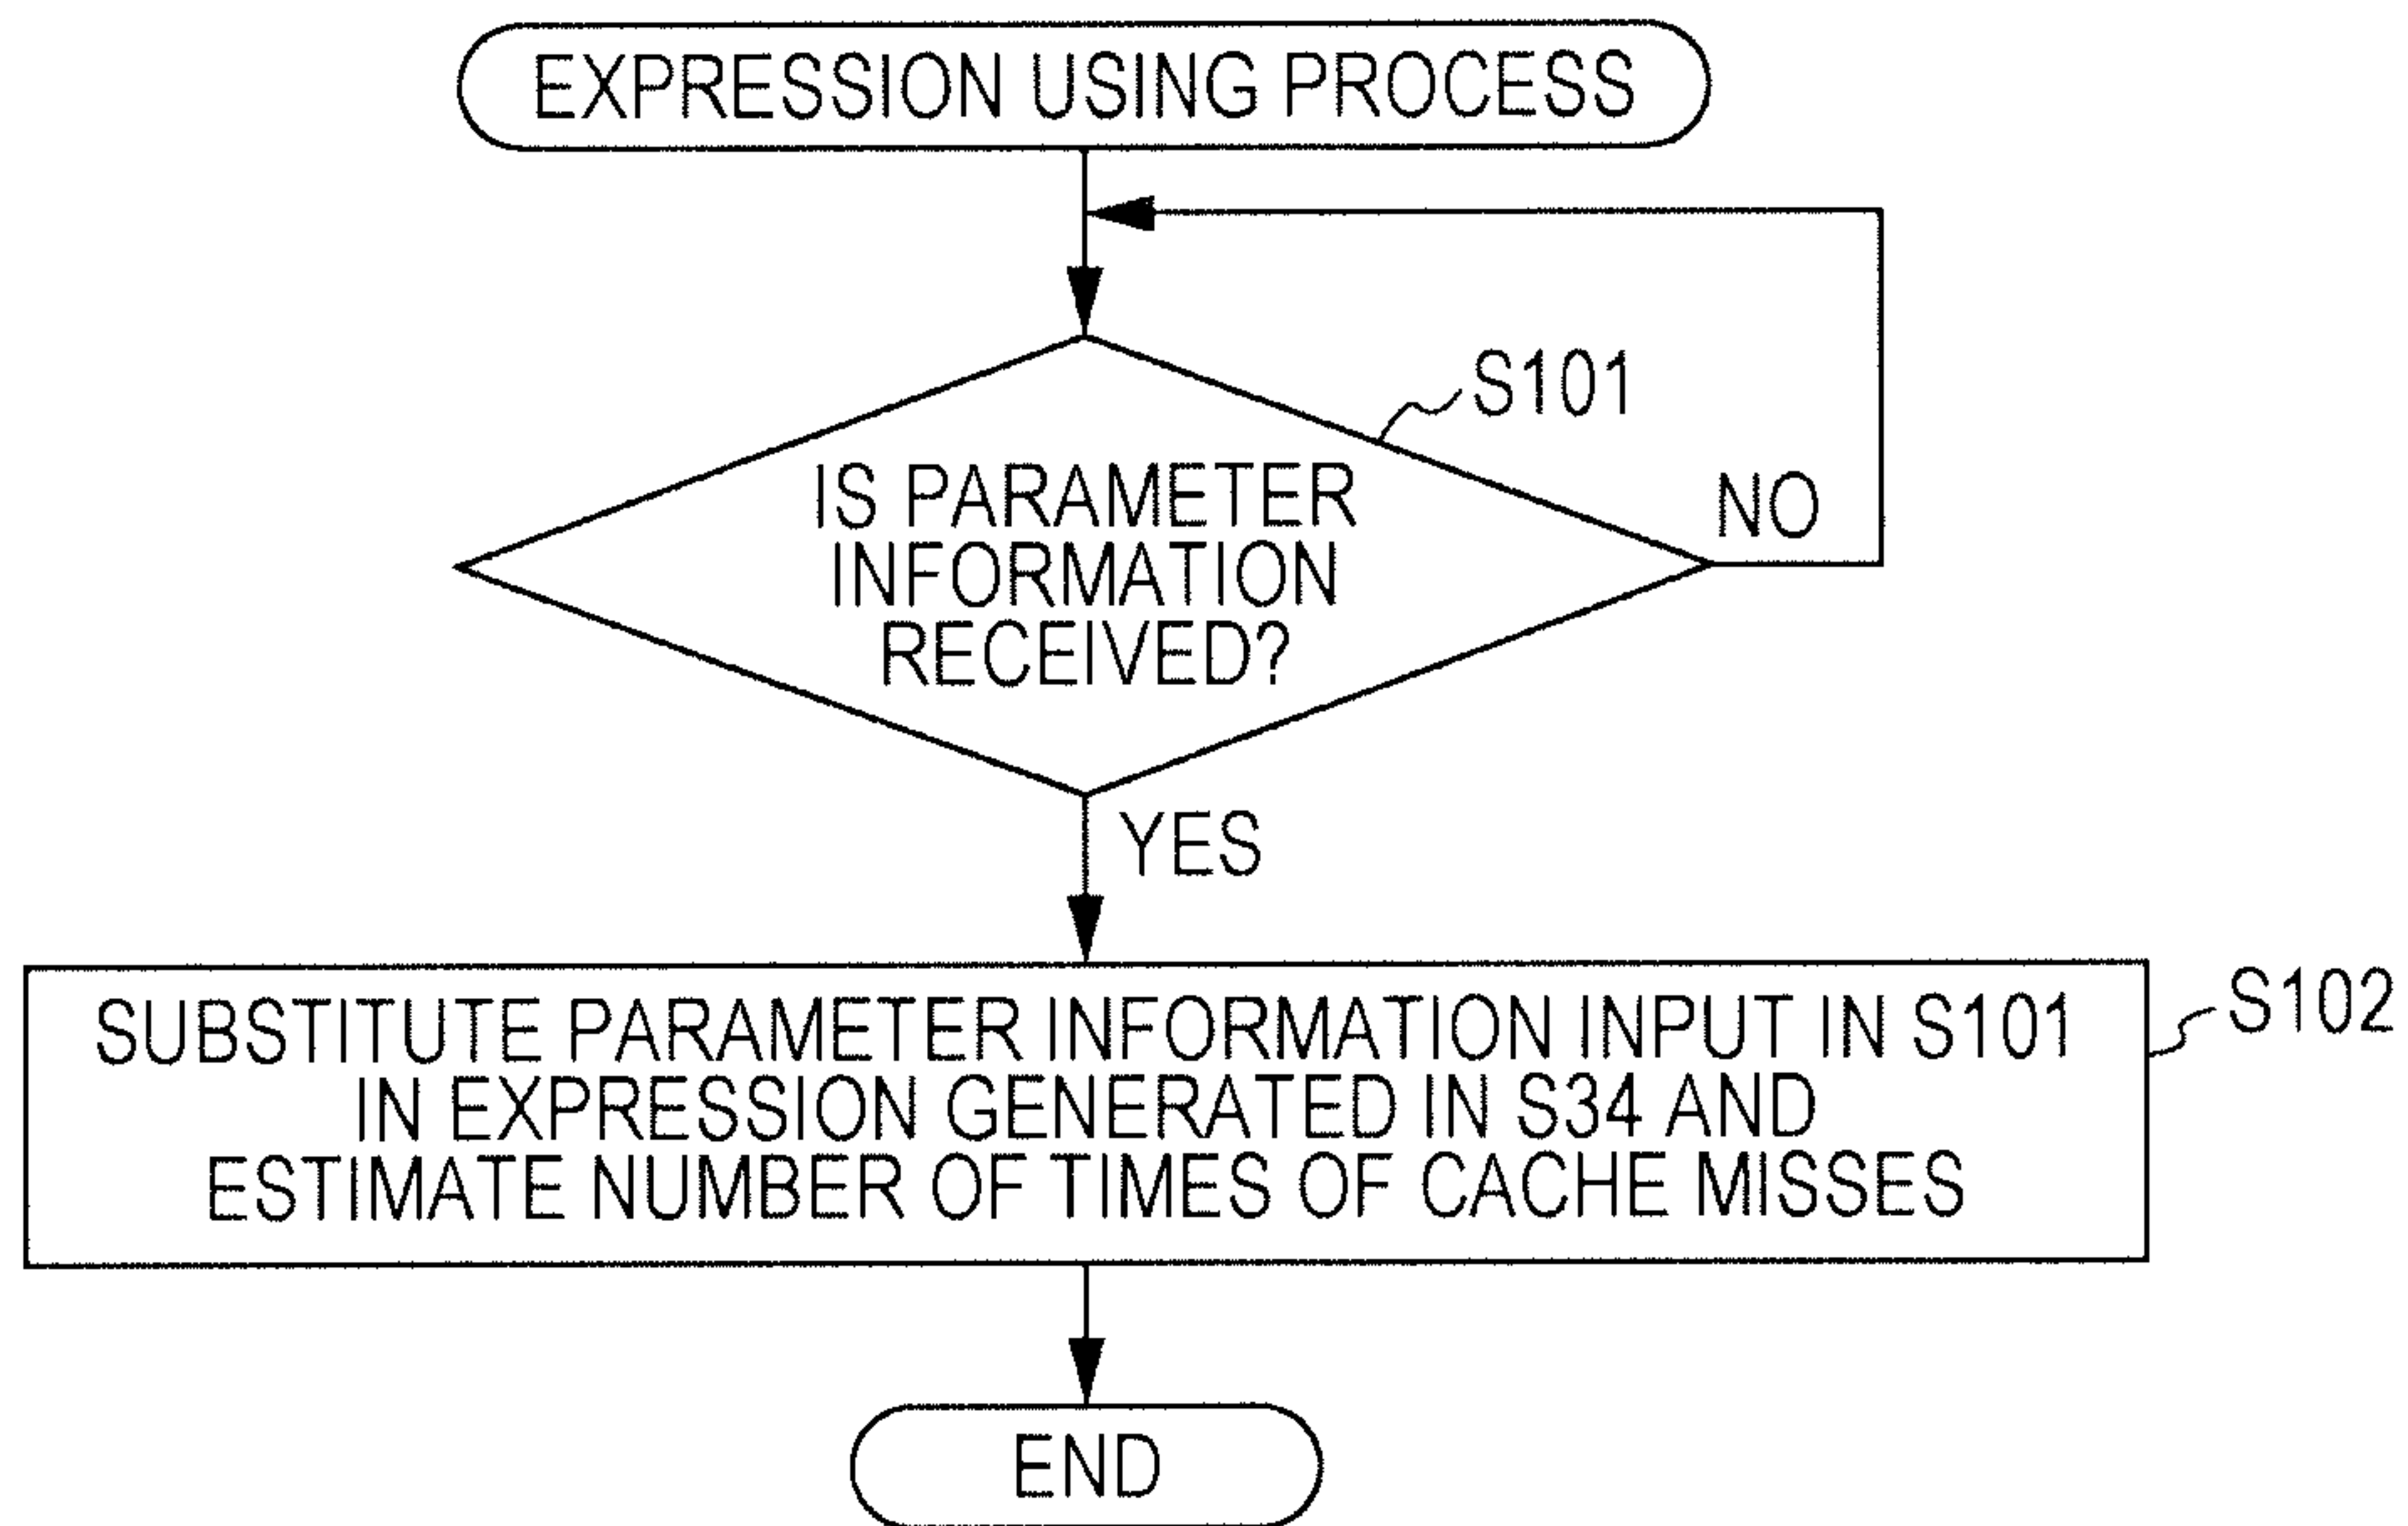 EXPRESSION USING PROCESS
S101
IS PARAMETER
INFORMATION
RECEIVED?
NO
YES
SUBSTITUTE PARAMETER INFORMATION INPUT IN S101
IN EXPRESSION GENERATED IN S34 AND
ESTIMATE NUMBER OF TIMES OF CACHE MISSES
S102
END